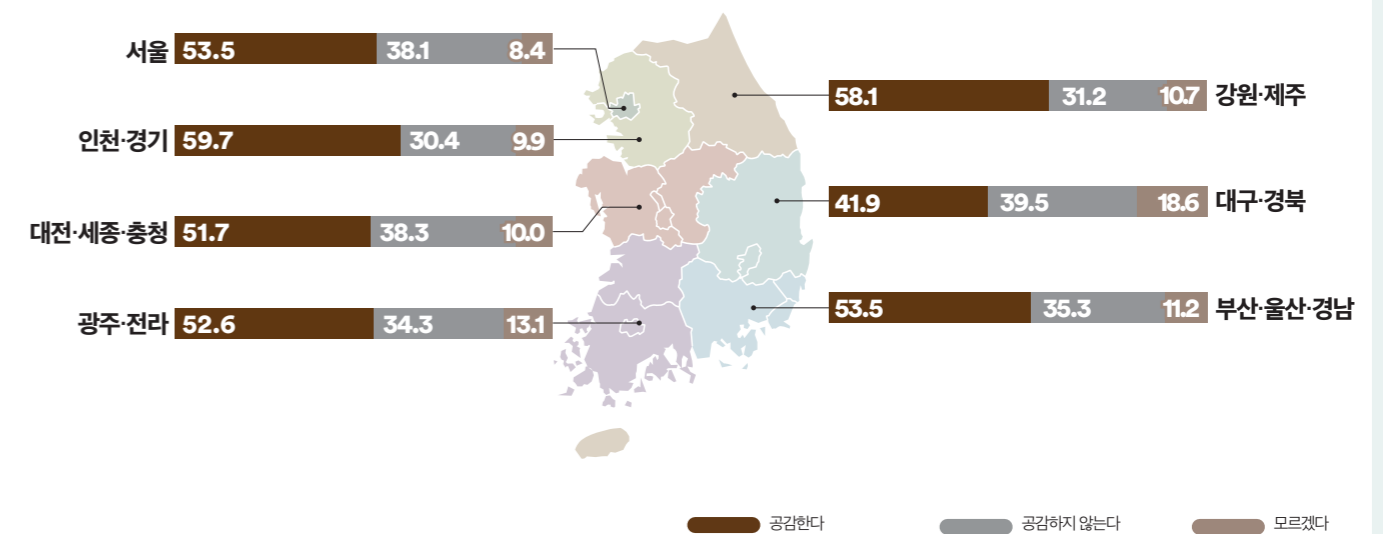 서울 53.5 38.1 8.4
인천·경기 59.7 30.4 9.9
대전·세종·충청 51.7 38.3 10.0
광주·전라 52.6 34.3 13.1
58.1 31.2 10.7 강원·제주
41.9 39.5 18.6 대구·경북
53.5 35.3 11.2 부산·울산·경남
공감한다 공감하지 않는다 모르겠다